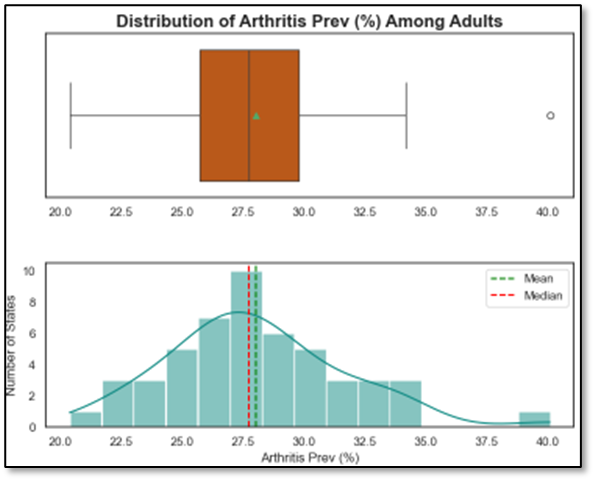 Distribution of Arthritis Prev (%) Among Adults
20.0 22.5 25.0 27.5 30.0 32.5 35.0 37.5 40.0
Number of States
10
8
6
4
2
0
Mean
Median
20.0 22.5 25.0 27.5 30.0 32.5 35.0 37.5 40.0
Arthritis Prev (%)